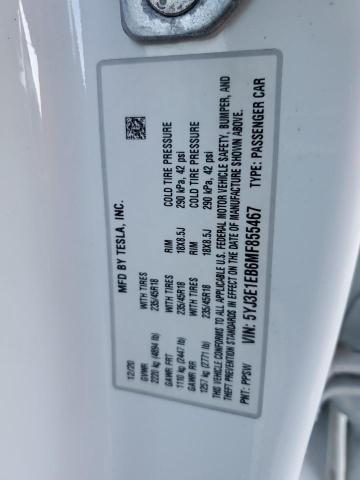 MFD BY TESLA, INC.
12/20
GVWR
2220 kg (4894 lb)
GAWR FRT WITH TIRES RIM COLD TIRE PRESSURE
1110 kg (2447 lb) 235/45R18 18X8.5J 290 kPa, 42 psi
GAWR RR WITH TIRES RIM COLD TIRE PRESSURE
1257 kg (2771 lb) 235/45R18 18X8.5J 290 kPa, 42 psi
THIS VEHICLE CONFORMS TO ALL APPLICABLE U.S. FEDERAL MOTOR VEHICLE SAFETY, BUMPER, AND
THEFT PREVENTION STANDARDS IN EFFECT ON THE DATE OF MANUFACTURE SHOWN ABOVE.
VIN: 5YJ3E1EB6MF855467 TYPE: PASSENGER CAR
PNT: PPSW